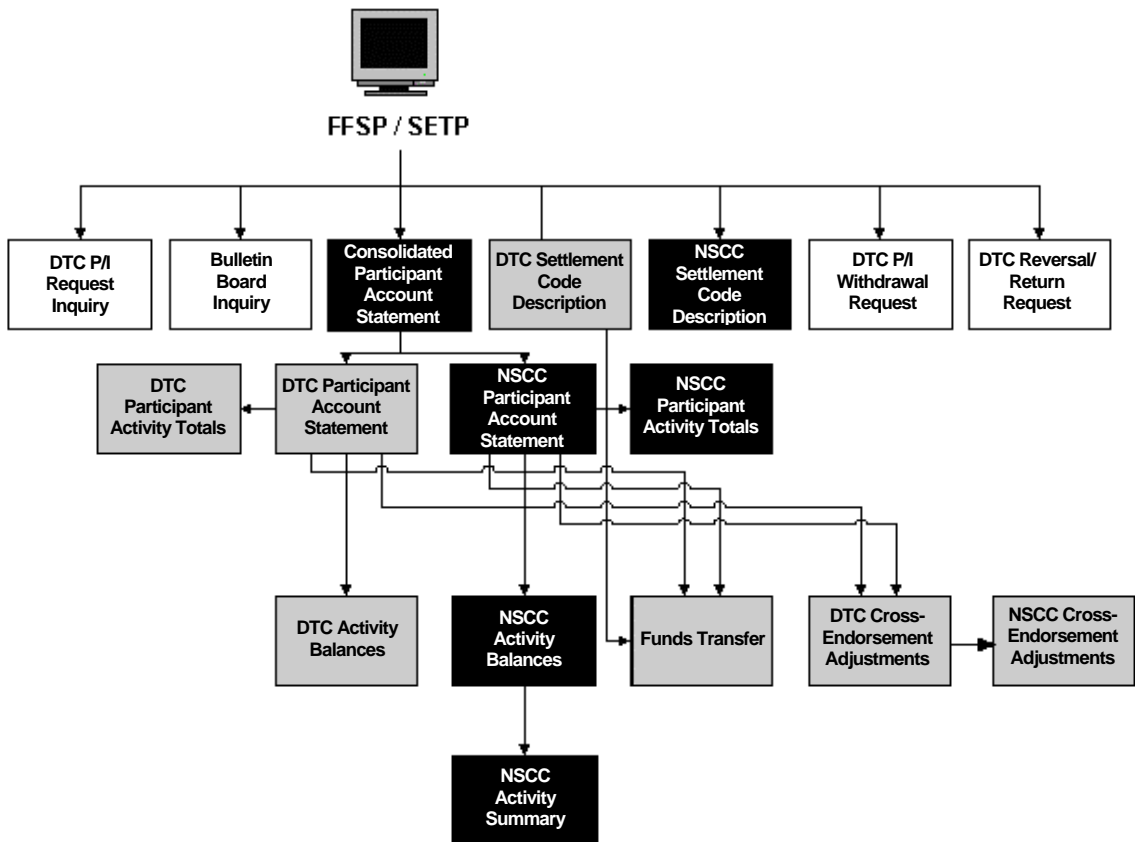 FFSP / SETP
DTC P/I
Request
Inquiry
Bulletin
Board
Inquiry
Consolidated
Participant
Account
Statement
DTC Settlement
Code
Description
NSCC
Settlement
Code
Description
DTC P/I
Withdrawal
Request
DTC Reversal/
Return
Request
DTC
Participant
Activity Totals
DTC Participant
Account
Statement
NSCC
Participant
Account
Statement
NSCC
Participant
Activity Totals
DTC Activity
Balances
NSCC
Activity
Balances
Funds Transfer
DTC Cross-
Endorsement
Adjustments
NSCC Cross-
Endorsement
Adjustments
NSCC
Activity
Summary